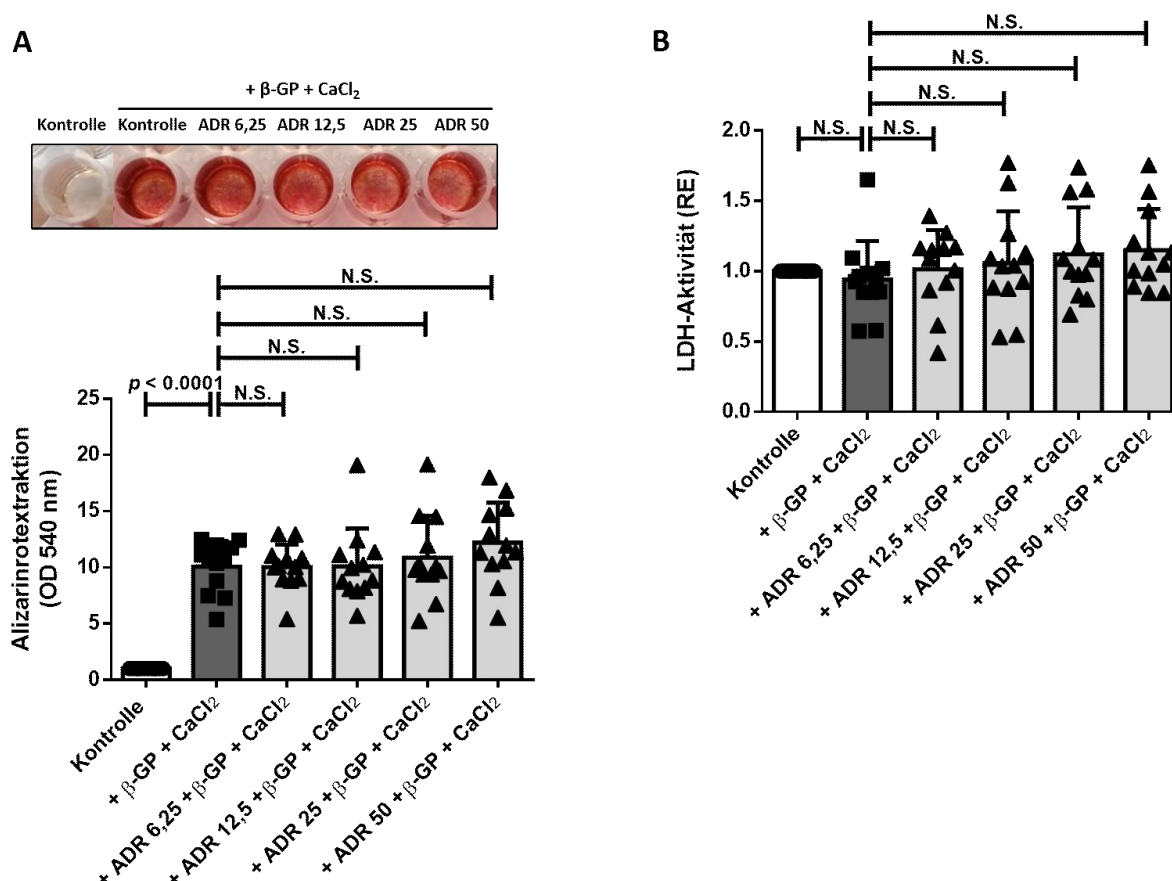 A
+ β-GP + CaCl₂
Kontrolle Kontrolle ADR 6,25 ADR 12,5 ADR 25 ADR 50
N.S.
N.S.
N.S.
p < 0.0001 N.S.
25
20
15
10
5
0
Alizarinrotextraktion
(OD 540 nm)
Kontrolle
+ β-GP + CaCl₂
+ ADR 6,25 + β-GP + CaCl₂
+ ADR 12,5 + β-GP + CaCl₂
+ ADR 25 + β-GP + CaCl₂
+ ADR 50 + β-GP + CaCl₂
B
N.S.
N.S.
N.S.
N.S. N.S.
2.0
1.5
1.0
0.5
0.0
LDH-Aktivität (RE)
Kontrolle
+ β-GP + CaCl₂
+ ADR 6,25 + β-GP + CaCl₂
+ ADR 12,5 + β-GP + CaCl₂
+ ADR 25 + β-GP + CaCl₂
+ ADR 50 + β-GP + CaCl₂